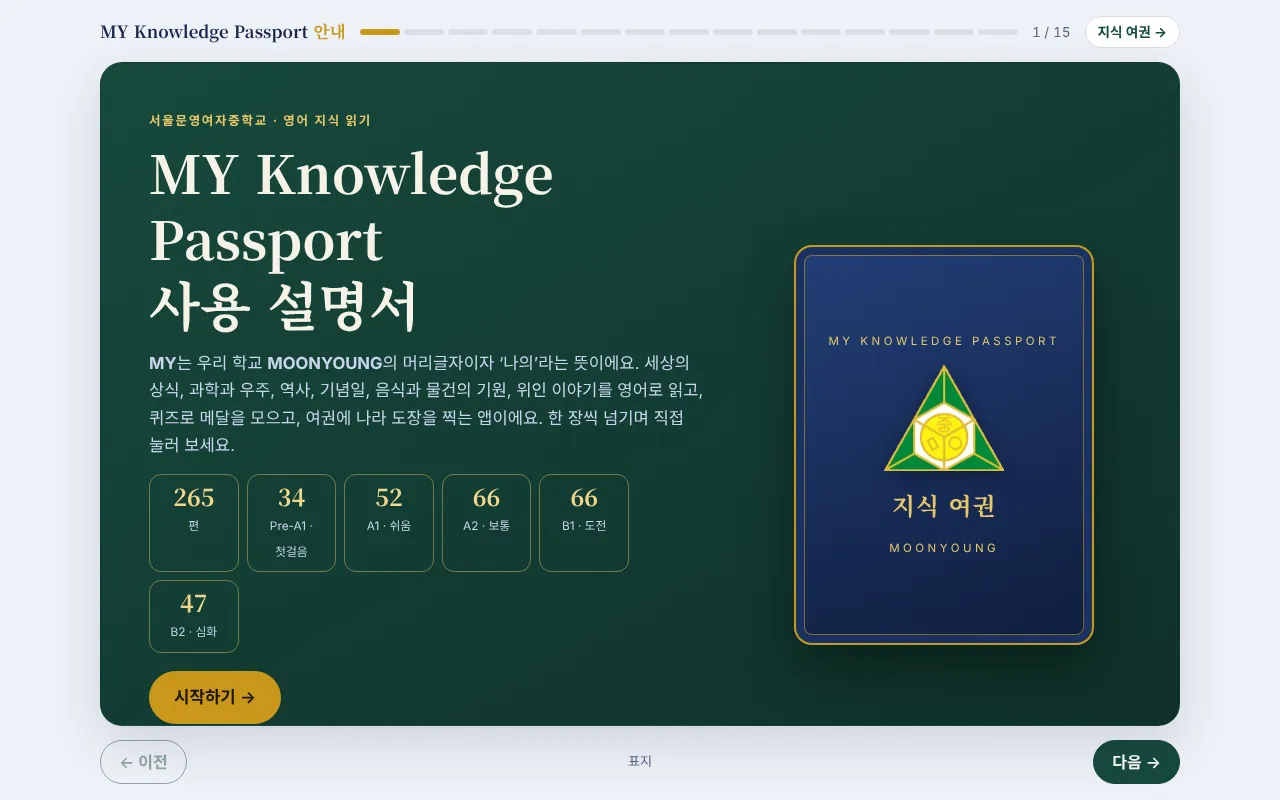 MY Knowledge Passport 안내
1 / 15
지식 여권 →
서울문영여자중학교 · 영어 지식 읽기
MY Knowledge
Passport
사용 설명서
MY는 우리 학교 MOONYOUNG의 머리글자이자 ‘나의’라는 뜻이에요. 세상의
상식, 과학과 우주, 역사, 기념일, 음식과 물건의 기원, 위인 이야기를 영어로 읽고,
퀴즈로 메달을 모으고, 여권에 나라 도장을 찍는 앱이에요. 한 장씩 넘기며 직접
눌러 보세요.
265
편
34
Pre-A1 ·
첫걸음
52
A1 · 쉬움
66
A2 · 보통
66
B1 · 도전
47
B2 · 심화
시작하기 →
MY KNOWLEDGE PASSPORT
중
지식 여권
MOONYOUNG
← 이전
표지
다음 →